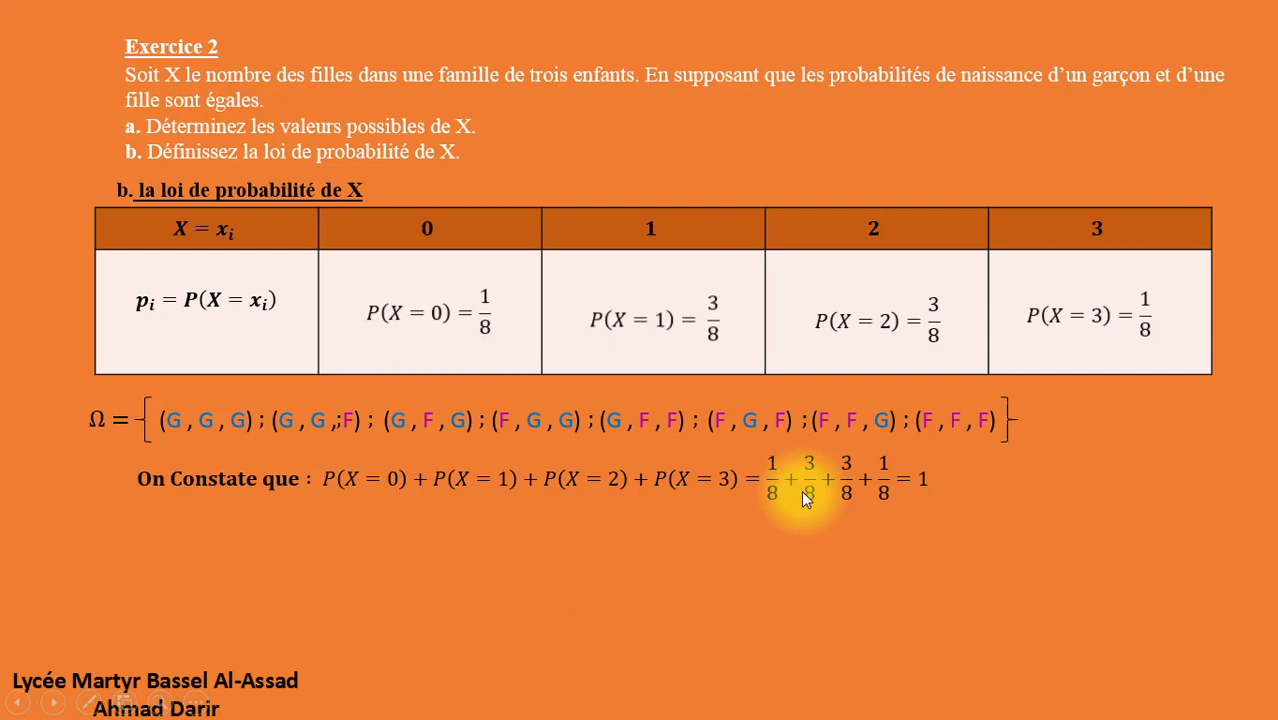 Exercice 2
Soit X le nombre des filles dans une famille de trois enfants. En supposant que les probabilités de naissance d’un garçon et d’une
fille sont égales.
a. Déterminez les valeurs possibles de X.
b. Définissez la loi de probabilité de X.
b. la loi de probabilité de X
X = xᵢ 0 1 2 3
pᵢ = P(X = xᵢ) P(X = 0) = 1/8 P(X = 1) = 3/8 P(X = 2) = 3/8 P(X = 3) = 1/8
Ω = { (G , G , G) ; (G , G ,;F) ; (G , F , G) ; (F , G , G) ; (G , F , F) ; (F , G , F) ; (F , F , G) ; (F , F , F) }
On Constate que : P(X = 0) + P(X = 1) + P(X = 2) + P(X = 3) = 1/8 + 3/8 + 3/8 + 1/8 = 1
Lycée Martyr Bassel Al-Assad
Ahmad Darir